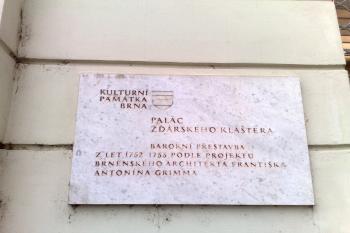 KULTURNÍ
PAMÁTKA
BRNA
PALÁC
ŽĎÁRSKÉHO KLÁŠTERA
BAROKNÍ PŘESTAVBA
Z LET 1752-1755 PODLE PROJEKTU
BRNĚNSKÉHO ARCHITEKTA FRANTIŠKA
ANTONÍNA GRIMMA